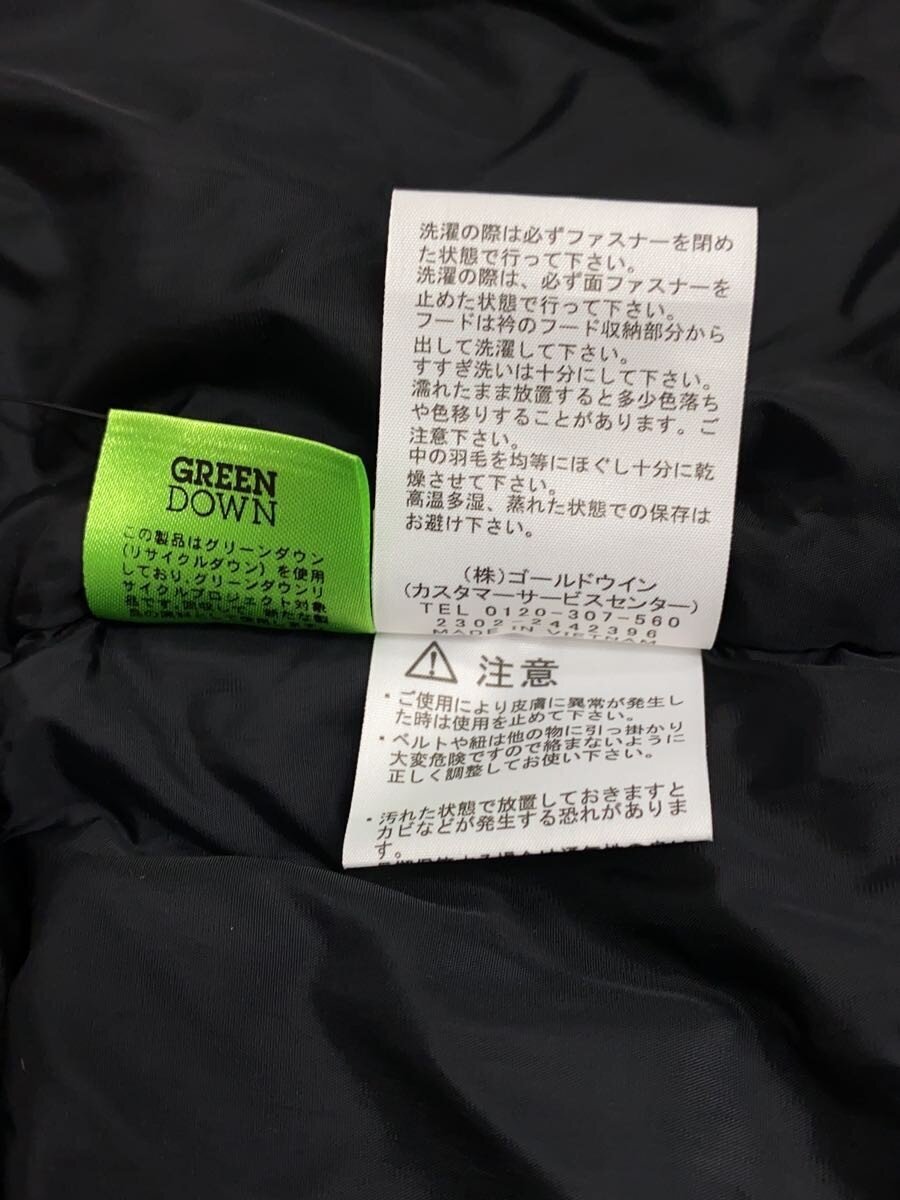 GREEN
DOWN
この製品はグリーンダウン
(リサイクルダウン)を使用
しており、グリーンダウンリ
サイクルプロジェクト対象
洗濯の際は必ずファスナーを閉め
た状態で行って下さい。
洗濯の際は、必ず面ファスナーを
止めた状態で行って下さい。
フードは衿のフード収納部分から
出して洗濯して下さい。
すすぎ洗いは十分にして下さい。
濡れたまま放置すると多少色落ち
や色移りすることがあります。ご
注意下さい。
中の羽毛を均等にほぐし十分に乾
燥させて下さい。
高温多湿、蒸れた状態での保存は
お避け下さい。
(株)ゴールドウイン
(カスタマーサービスセンター)
TEL 0120-307-560
2302-2442396
MADE IN VIETNAM
注意
・ご使用により皮膚に異常が発生し
た時は使用を止めて下さい。
・ベルトや紐は他の物に引っ掛かり
大変危険ですので絡まないように
正しく調整してお使い下さい。
・汚れた状態で放置しておきますと
カビなどが発生する恐れがありま
す。